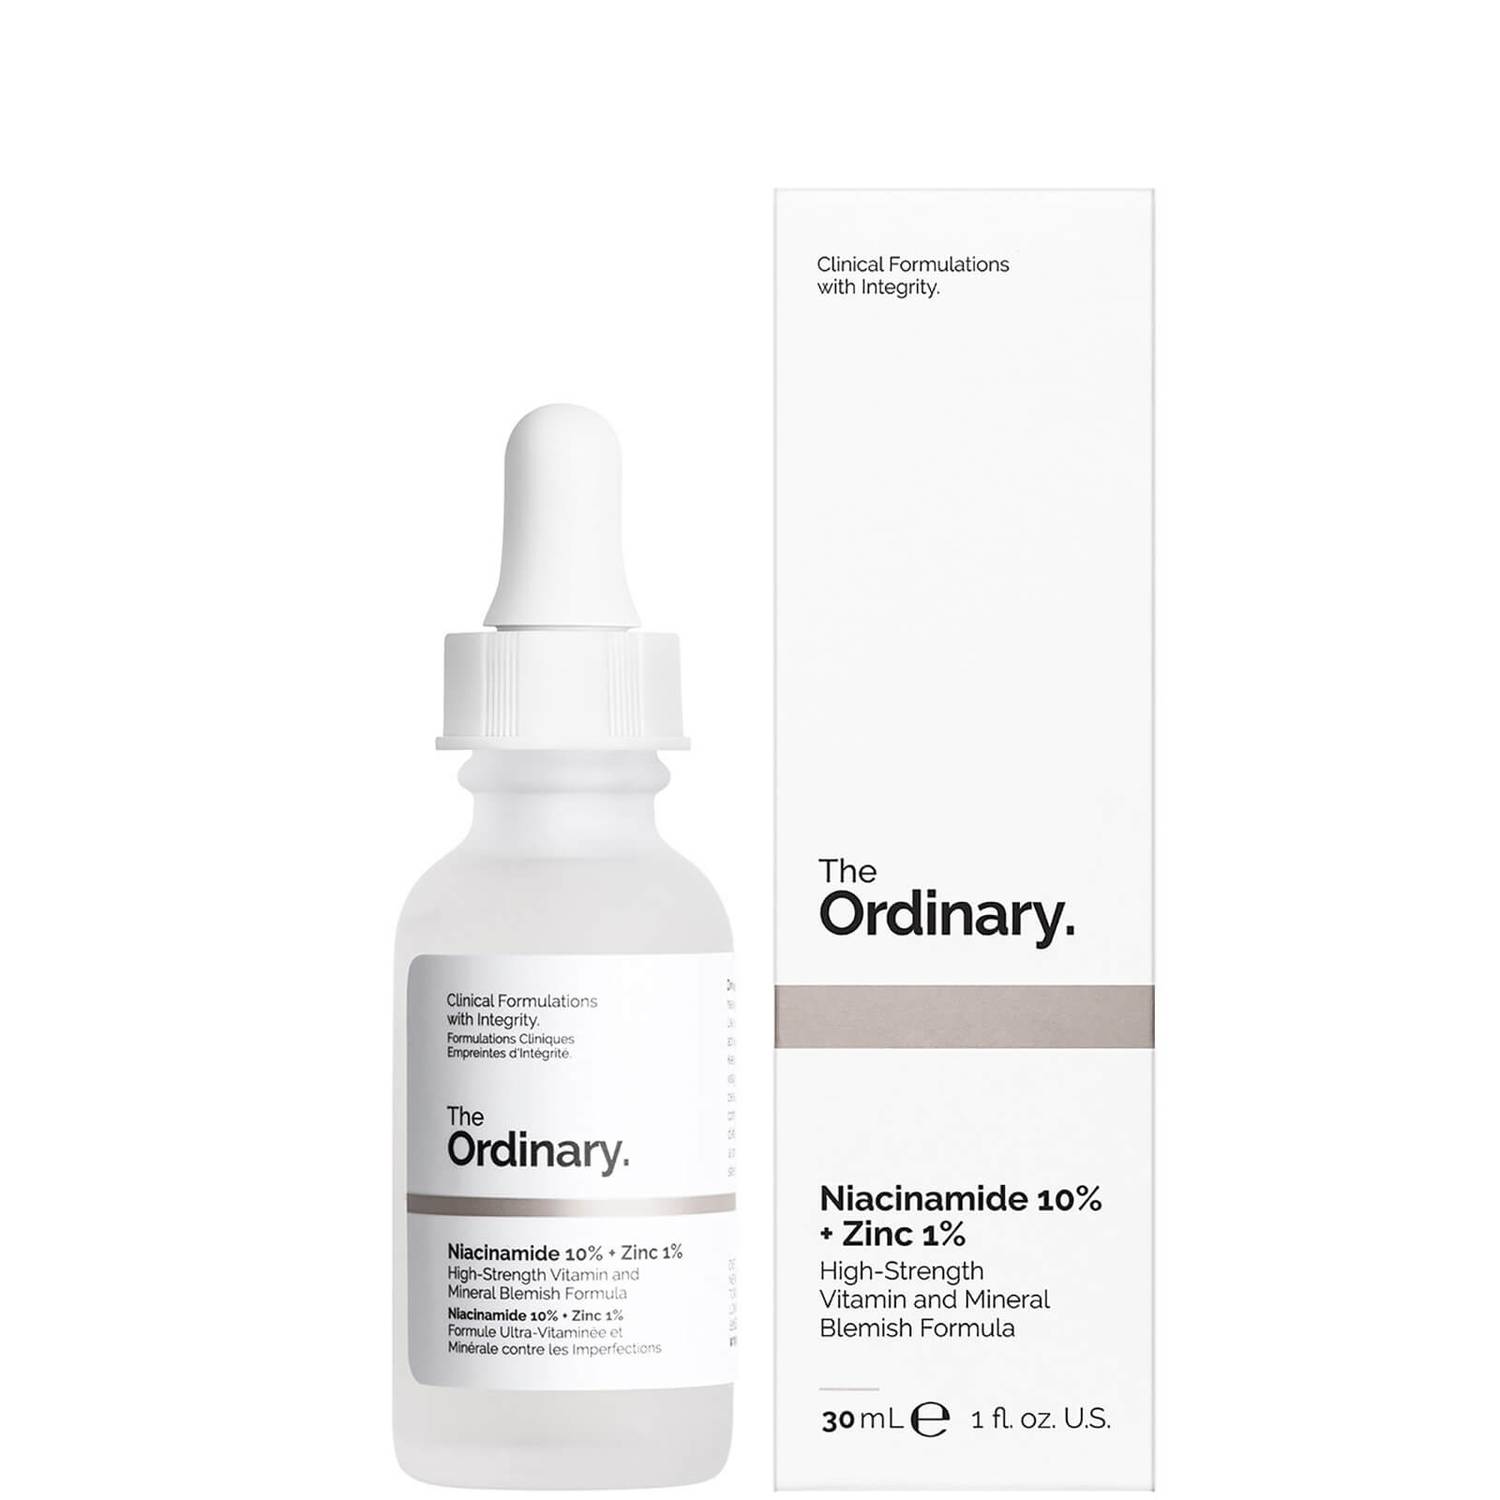 Clinical Formulations
with Integrity.
Formulations Cliniques
Empreintes d'Intégrité.
The
Ordinary.
Niacinamide 10% + Zinc 1%
High-Strength Vitamin and
Mineral Blemish Formula
Niacinamide 10% + Zinc 1%
Formule Ultra-Vitaminée et
Minérale contre les Imperfections
Clinical Formulations
with Integrity.
The
Ordinary.
Niacinamide 10%
+ Zinc 1%
High-Strength
Vitamin and Mineral
Blemish Formula
30 mL ℮ 1 fl. oz. U.S.